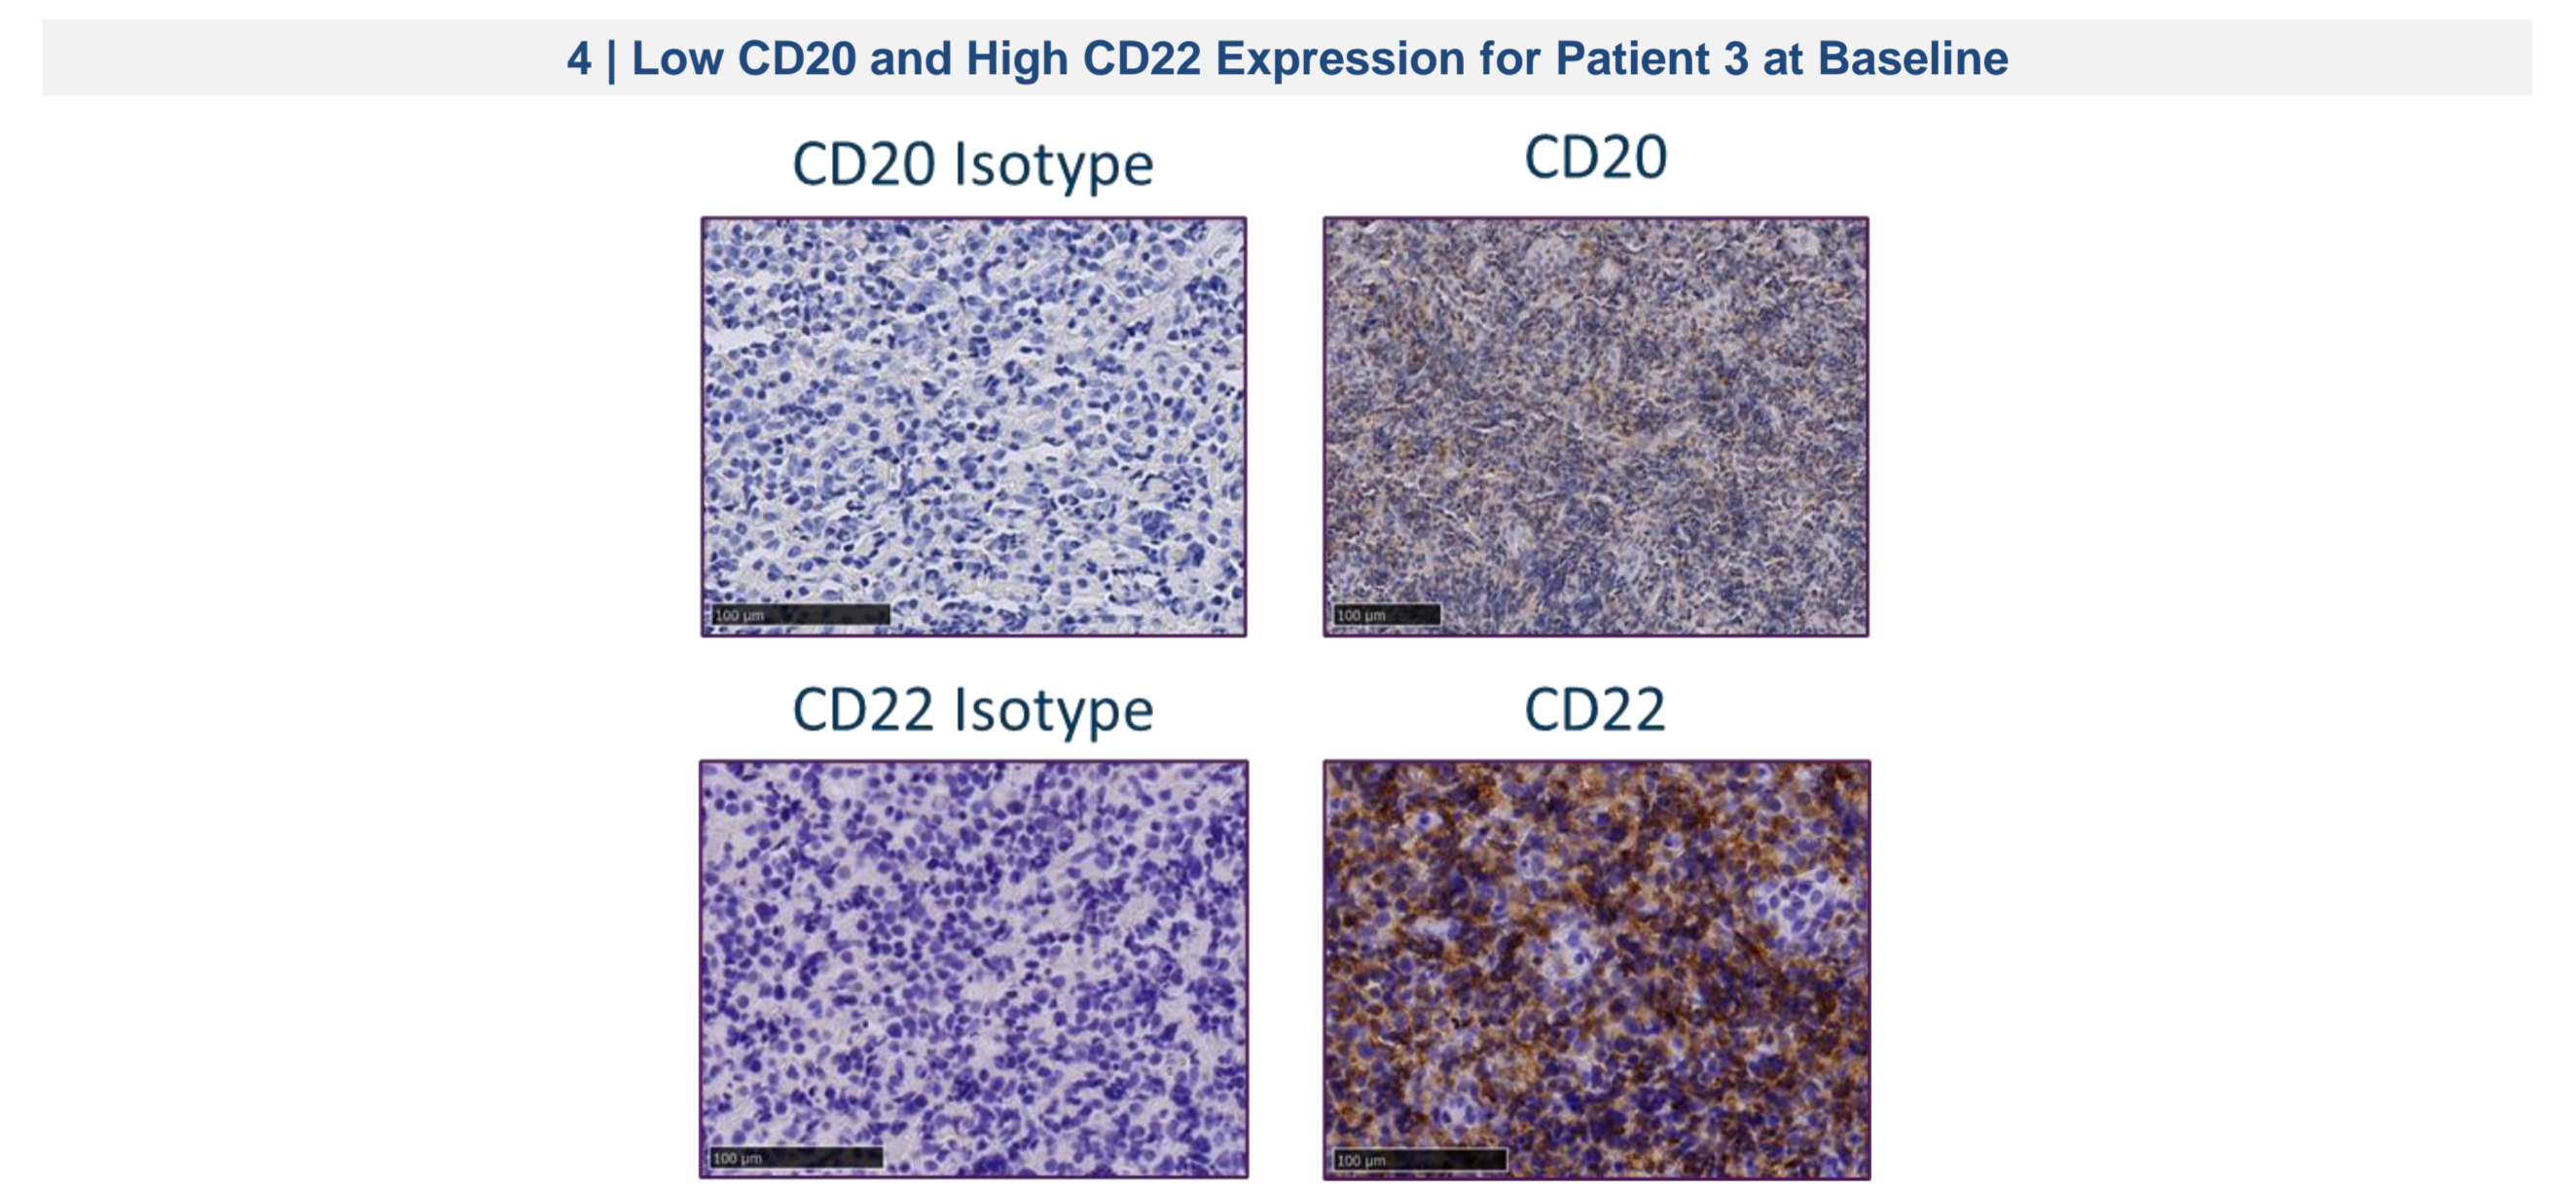 4 | Low CD20 and High CD22 Expression for Patient 3 at Baseline
CD20 Isotype
CD20
100 µm
100 µm
CD22 Isotype
CD22
100 µm
100 µm